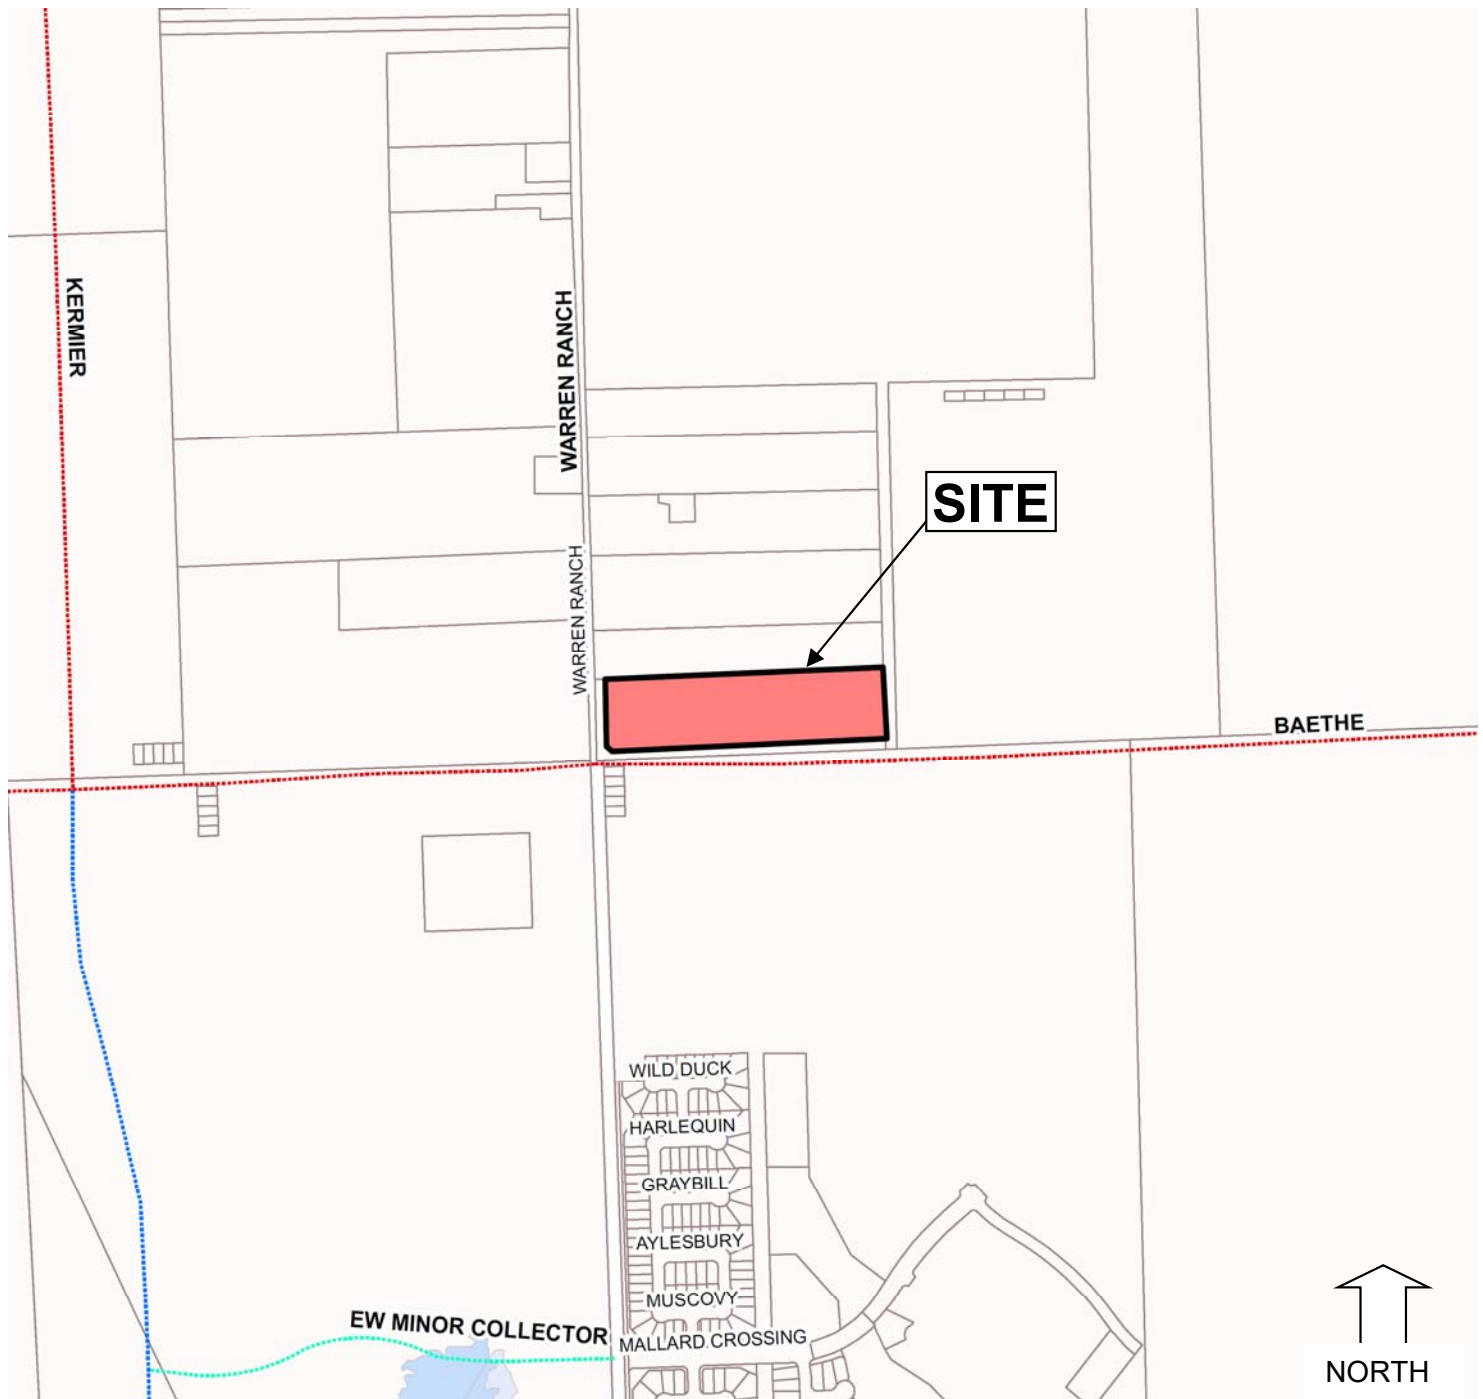 KERMIER
WARREN RANCH
SITE
WARREN RANCH
BAETHE
WILD DUCK
HARLEQUIN
GRAYBILL
AYLESBURY
MUSCOVY
EW MINOR COLLECTOR
MALLARD CROSSING
NORTH